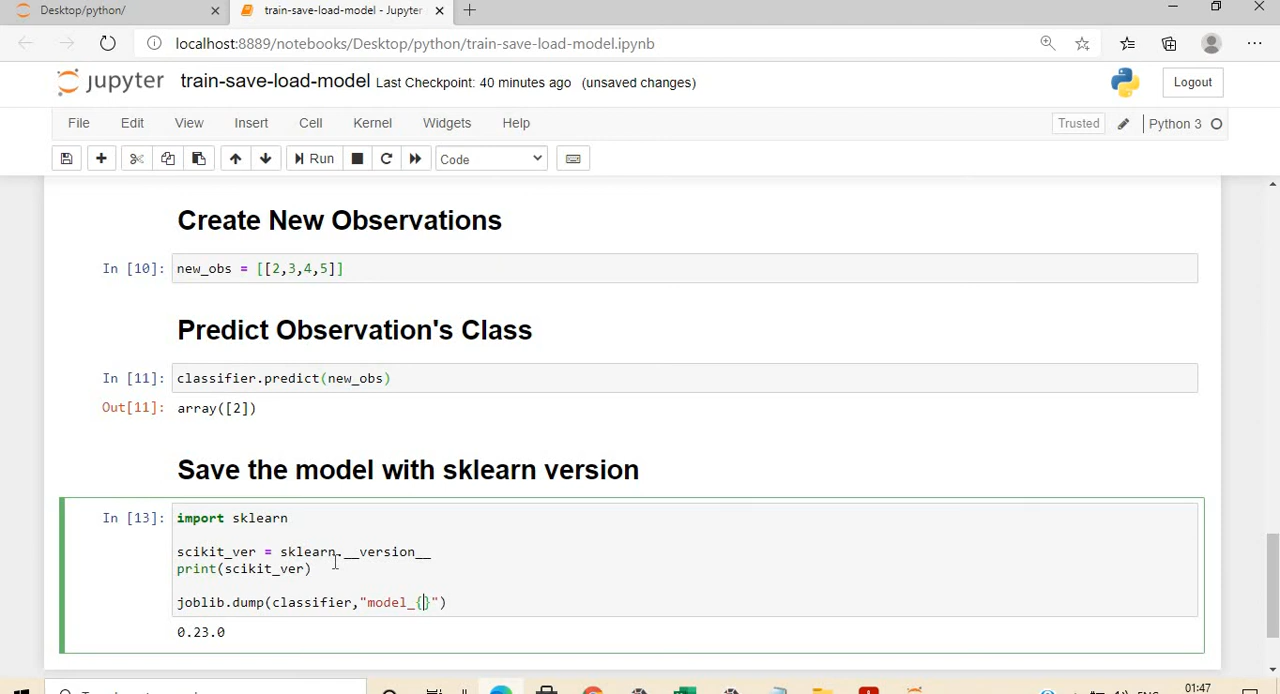 Desktop/python/
train-save-load-model - Jupyter
localhost:8889/notebooks/Desktop/python/train-save-load-model.ipynb
jupyter train-save-load-model Last Checkpoint: 40 minutes ago (unsaved changes)
Logout
File Edit View Insert Cell Kernel Widgets Help
Trusted Python 3
Run Code
Create New Observations
In [10]: new_obs = [[2,3,4,5]]
Predict Observation's Class
In [11]: classifier.predict(new_obs)
Out[11]: array([2])
Save the model with sklearn version
In [13]: import sklearn
scikit_ver = sklearn.__version__
print(scikit_ver)
joblib.dump(classifier,"model_{}")
0.23.0
01:47